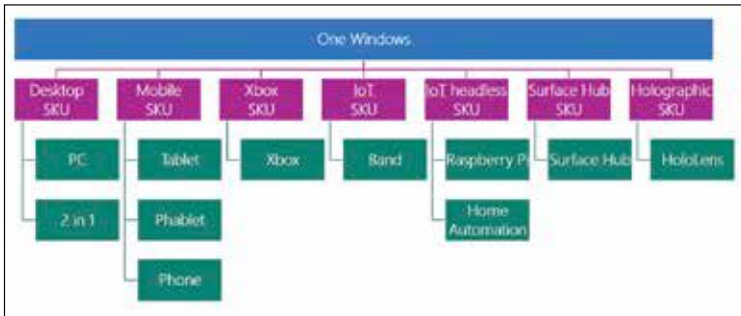 One Windows
Desktop
SKU
Mobile
SKU
Xbox
SKU
IoT
SKU
IoT headless
SKU
Surface Hub
SKU
Holographic
SKU
PC
Tablet
Xbox
Band
Raspberry Pi
Surface Hub
HoloLens
2 in 1
Phablet
Home
Automation
Phone